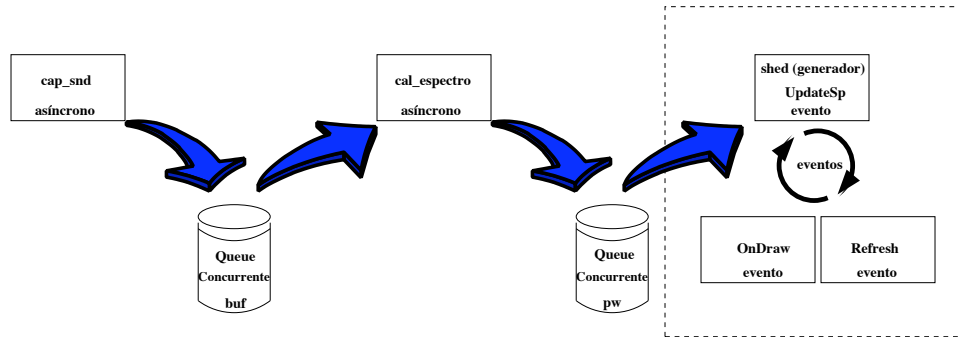 cap_snd
asíncrono
Queue
Concurrente
buf
cal_espectro
asíncrono
Queue
Concurrente
pw
shed (generador)
UpdateSp
evento
eventos
OnDraw
evento
Refresh
evento